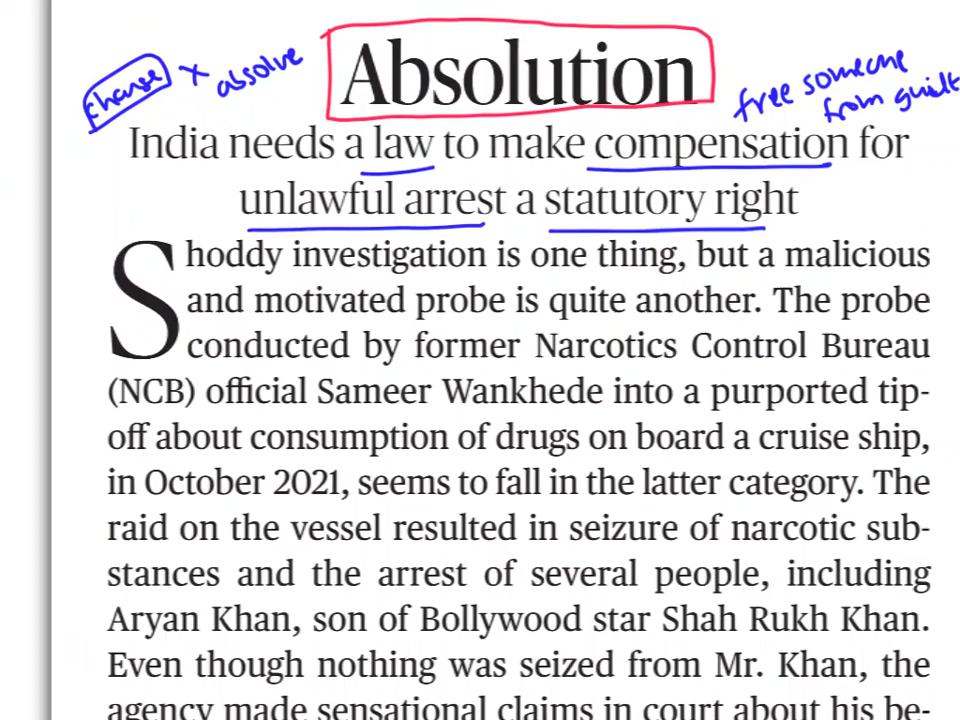 Absolution
charge x absolve
free someone
from guilt
India needs a law to make compensation for
unlawful arrest a statutory right
Shoddy investigation is one thing, but a malicious
and motivated probe is quite another. The probe
conducted by former Narcotics Control Bureau
(NCB) official Sameer Wankhede into a purported tip-
off about consumption of drugs on board a cruise ship,
in October 2021, seems to fall in the latter category. The
raid on the vessel resulted in seizure of narcotic sub-
stances and the arrest of several people, including
Aryan Khan, son of Bollywood star Shah Rukh Khan.
Even though nothing was seized from Mr. Khan, the
agency made sensational claims in court about his be-